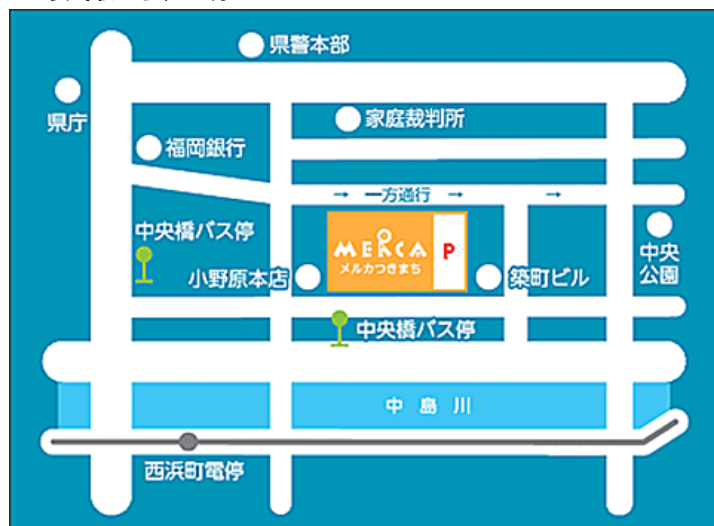 県警本部
県庁
家庭裁判所
福岡銀行
→ 一方通行 → →
中央橋バス停
MERCA
メルカつきまち
P
中央
公園
小野原本店
築町ビル
中央橋バス停
中島川
西浜町電停